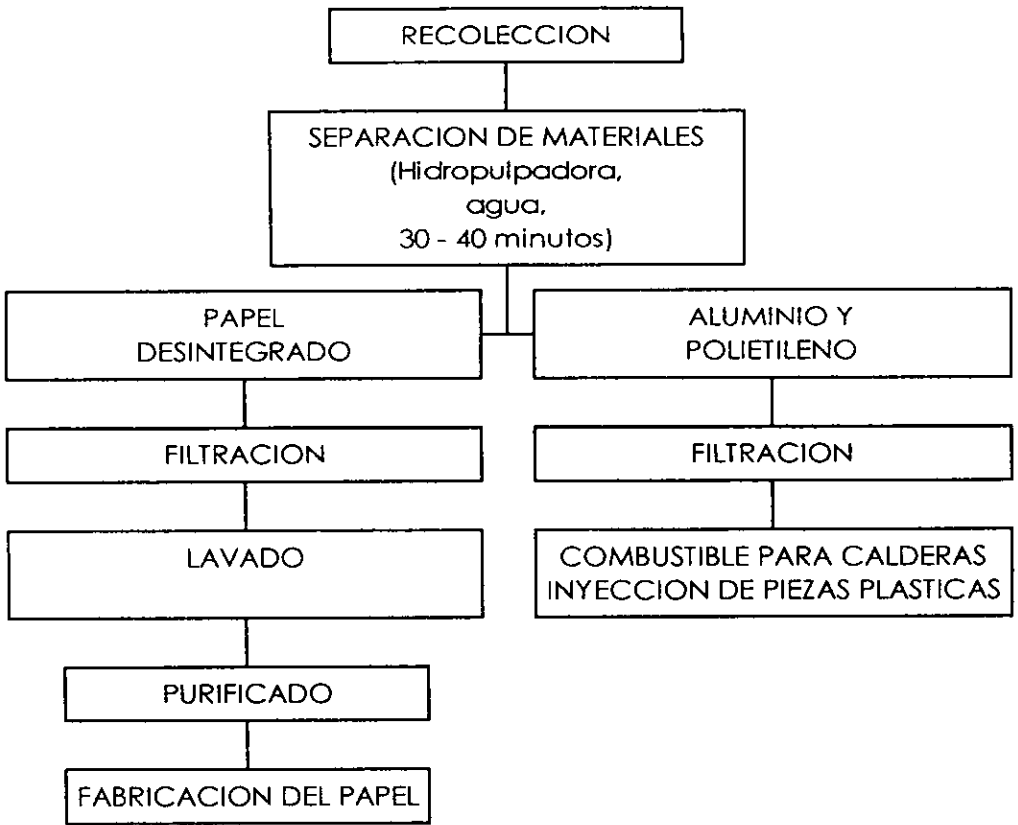 RECOLECCION
SEPARACION DE MATERIALES
(Hidropulpadora,
agua,
30 - 40 minutos)
PAPEL
DESINTEGRADO
ALUMINIO Y
POLIETILENO
FILTRACION
FILTRACION
LAVADO
COMBUSTIBLE PARA CALDERAS
INYECCION DE PIEZAS PLASTICAS
PURIFICADO
FABRICACION DEL PAPEL